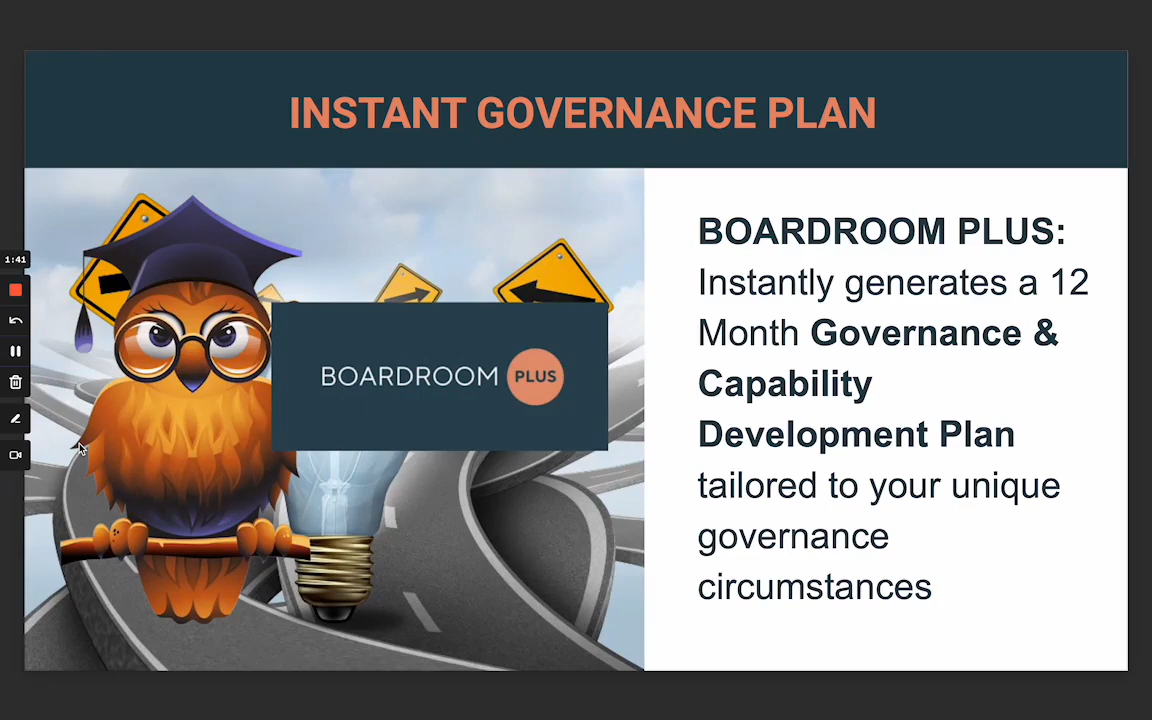 INSTANT GOVERNANCE PLAN
1:41
BOARDROOM PLUS
BOARDROOM PLUS:
Instantly generates a 12
Month Governance &
Capability
Development Plan
tailored to your unique
governance
circumstances